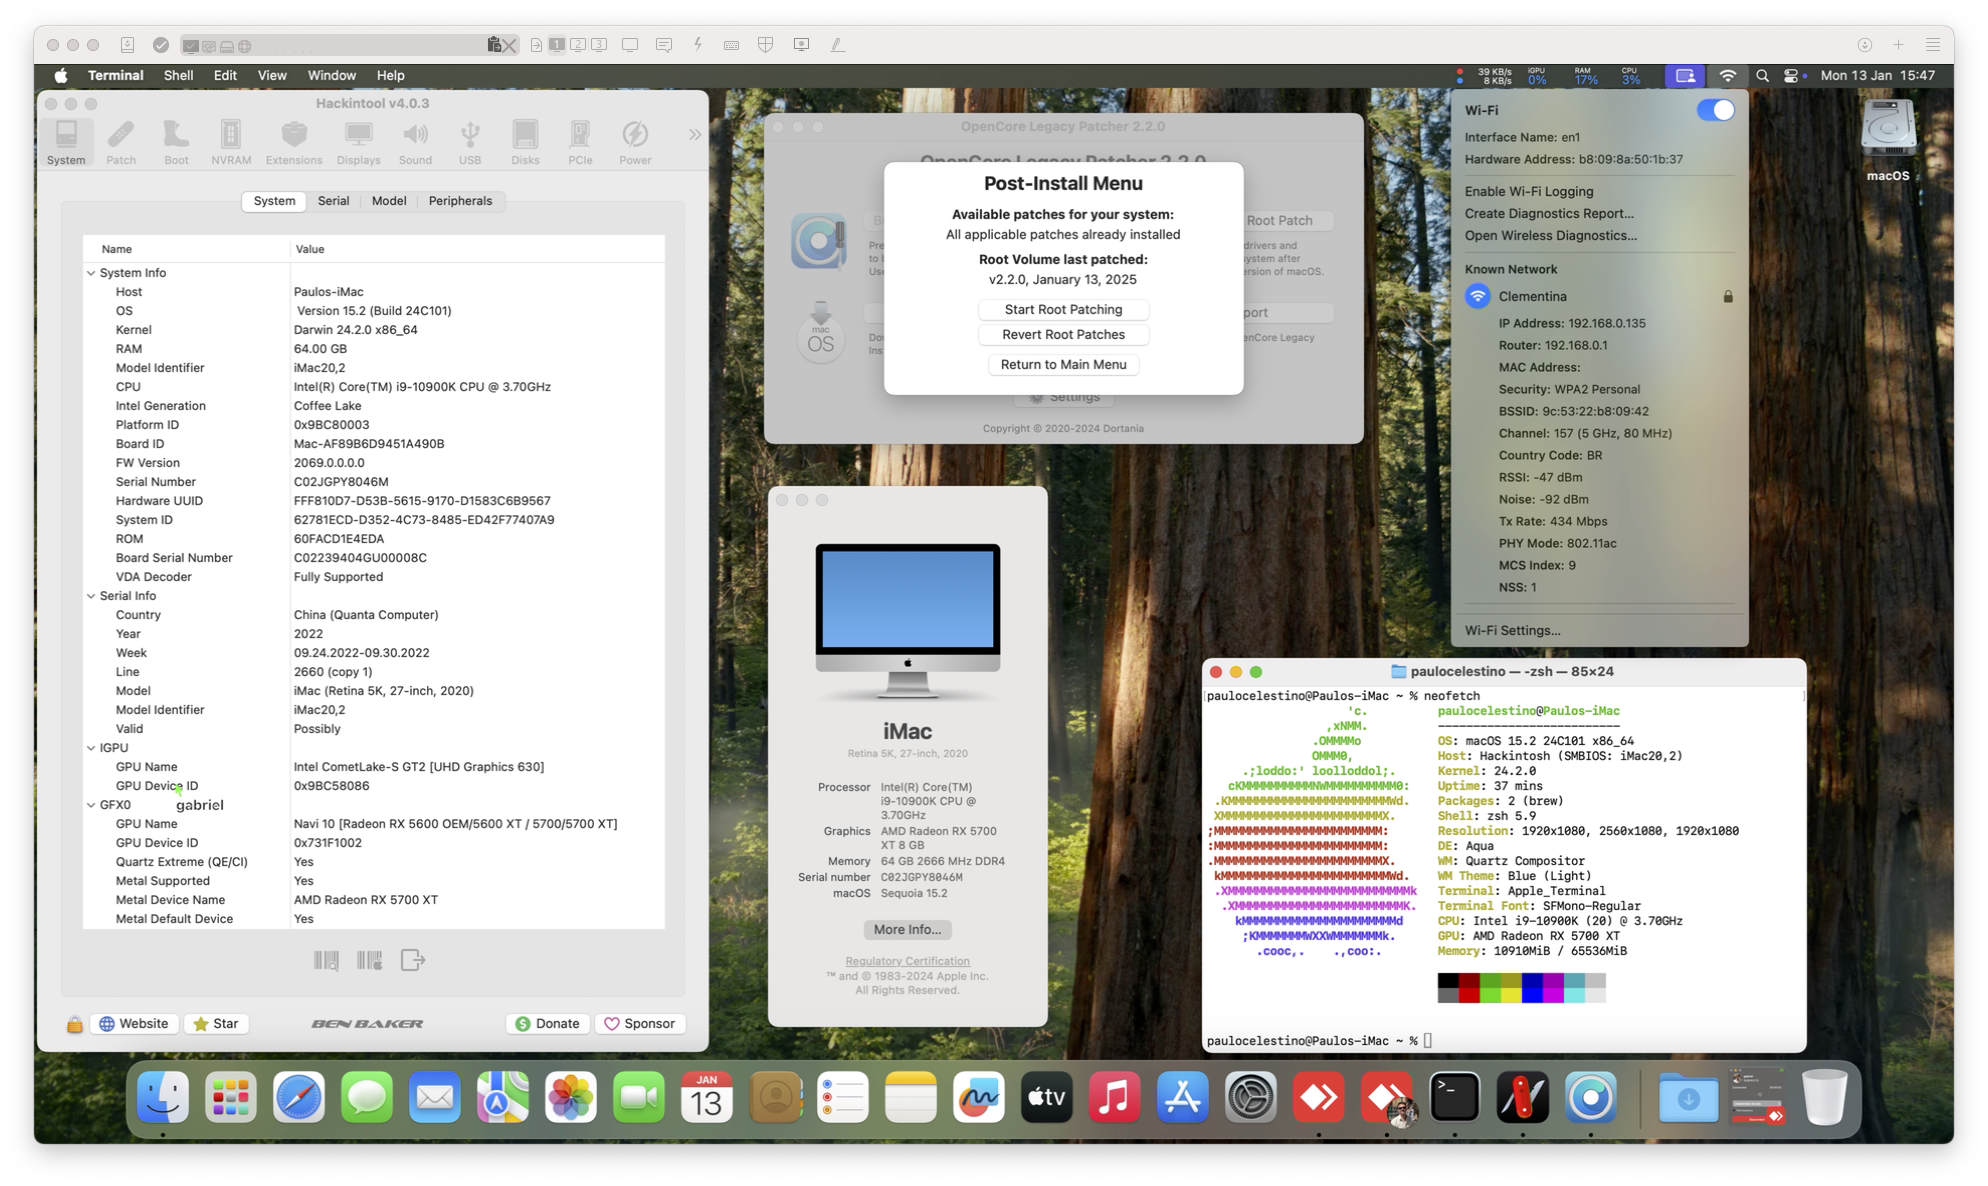 1 2 3
Terminal Shell Edit View Window Help
39 KB/s
8 KB/s
iGPU
0%
RAM
17%
CPU
3%
Mon 13 Jan 15:47
Hackintool v4.0.3
System Patch Boot NVRAM Extensions Displays Sound USB Disks PCIe Power
System Serial Model Peripherals
Name Value
System Info
Host Paulos-iMac
OS Version 15.2 (Build 24C101)
Kernel Darwin 24.2.0 x86_64
RAM 64.00 GB
Model Identifier iMac20,2
CPU Intel(R) Core(TM) i9-10900K CPU @ 3.70GHz
Intel Generation Coffee Lake
Platform ID 0x9BC80003
Board ID Mac-AF89B6D9451A490B
FW Version 2069.0.0.0.0
Serial Number C02JGPY8046M
Hardware UUID FFF810D7-D53B-5615-9170-D1583C6B9567
System ID 62781ECD-D352-4C73-8485-ED42F77407A9
ROM 60FACD1E4EDA
Board Serial Number C02239404GU00008C
VDA Decoder Fully Supported
Serial Info
Country China (Quanta Computer)
Year 2022
Week 09.24.2022-09.30.2022
Line 2660 (copy 1)
Model iMac (Retina 5K, 27-inch, 2020)
Model Identifier iMac20,2
Valid Possibly
IGPU
GPU Name Intel CometLake-S GT2 [UHD Graphics 630]
GPU Device ID 0x9BC58086
gabriel
GFX0
GPU Name Navi 10 [Radeon RX 5600 OEM/5600 XT / 5700/5700 XT]
GPU Device ID 0x731F1002
Quartz Extreme (QE/CI) Yes
Metal Supported Yes
Metal Device Name AMD Radeon RX 5700 XT
Metal Default Device Yes
Website Star BEN BAKER Donate Sponsor
OpenCore Legacy Patcher 2.2.0
OpenCore Legacy Patcher 2.2.0
Root Patch
drivers and
ystem after
ersion of macOS.
mac
OS
port
enCore Legacy
Settings
Copyright © 2020-2024 Dortania
Post-Install Menu
Available patches for your system:
All applicable patches already installed
Root Volume last patched:
v2.2.0, January 13, 2025
Start Root Patching
Revert Root Patches
Return to Main Menu
iMac
Retina 5K, 27-inch, 2020
Processor Intel(R) Core(TM)
i9-10900K CPU @
3.70GHz
Graphics AMD Radeon RX 5700
XT 8 GB
Memory 64 GB 2666 MHz DDR4
Serial number C02JGPY8046M
macOS Sequoia 15.2
More Info...
Regulatory Certification
™ and © 1983-2024 Apple Inc.
All Rights Reserved.
Wi-Fi
Interface Name: en1
Hardware Address: b8:09:8a:50:1b:37
Enable Wi-Fi Logging
Create Diagnostics Report...
Open Wireless Diagnostics...
Known Network
Clementina
IP Address: 192.168.0.135
Router: 192.168.0.1
MAC Address:
Security: WPA2 Personal
BSSID: 9c:53:22:b8:09:42
Channel: 157 (5 GHz, 80 MHz)
Country Code: BR
RSSI: -47 dBm
Noise: -92 dBm
Tx Rate: 434 Mbps
PHY Mode: 802.11ac
MCS Index: 9
NSS: 1
Wi-Fi Settings...
macOS
paulocelestino — -zsh — 85×24
paulocelestino@Paulos-iMac ~ % neofetch
paulocelestino@Paulos-iMac
--------------------------
OS: macOS 15.2 24C101 x86_64
Host: Hackintosh (SMBIOS: iMac20,2)
Kernel: 24.2.0
Uptime: 37 mins
Packages: 2 (brew)
Shell: zsh 5.9
Resolution: 1920x1080, 2560x1080, 1920x1080
DE: Aqua
WM: Quartz Compositor
WM Theme: Blue (Light)
Terminal: Apple_Terminal
Terminal Font: SFMono-Regular
CPU: Intel i9-10900K (20) @ 3.70GHz
GPU: AMD Radeon RX 5700 XT
Memory: 10910MiB / 65536MiB
paulocelestino@Paulos-iMac ~ %
JAN
13
tv